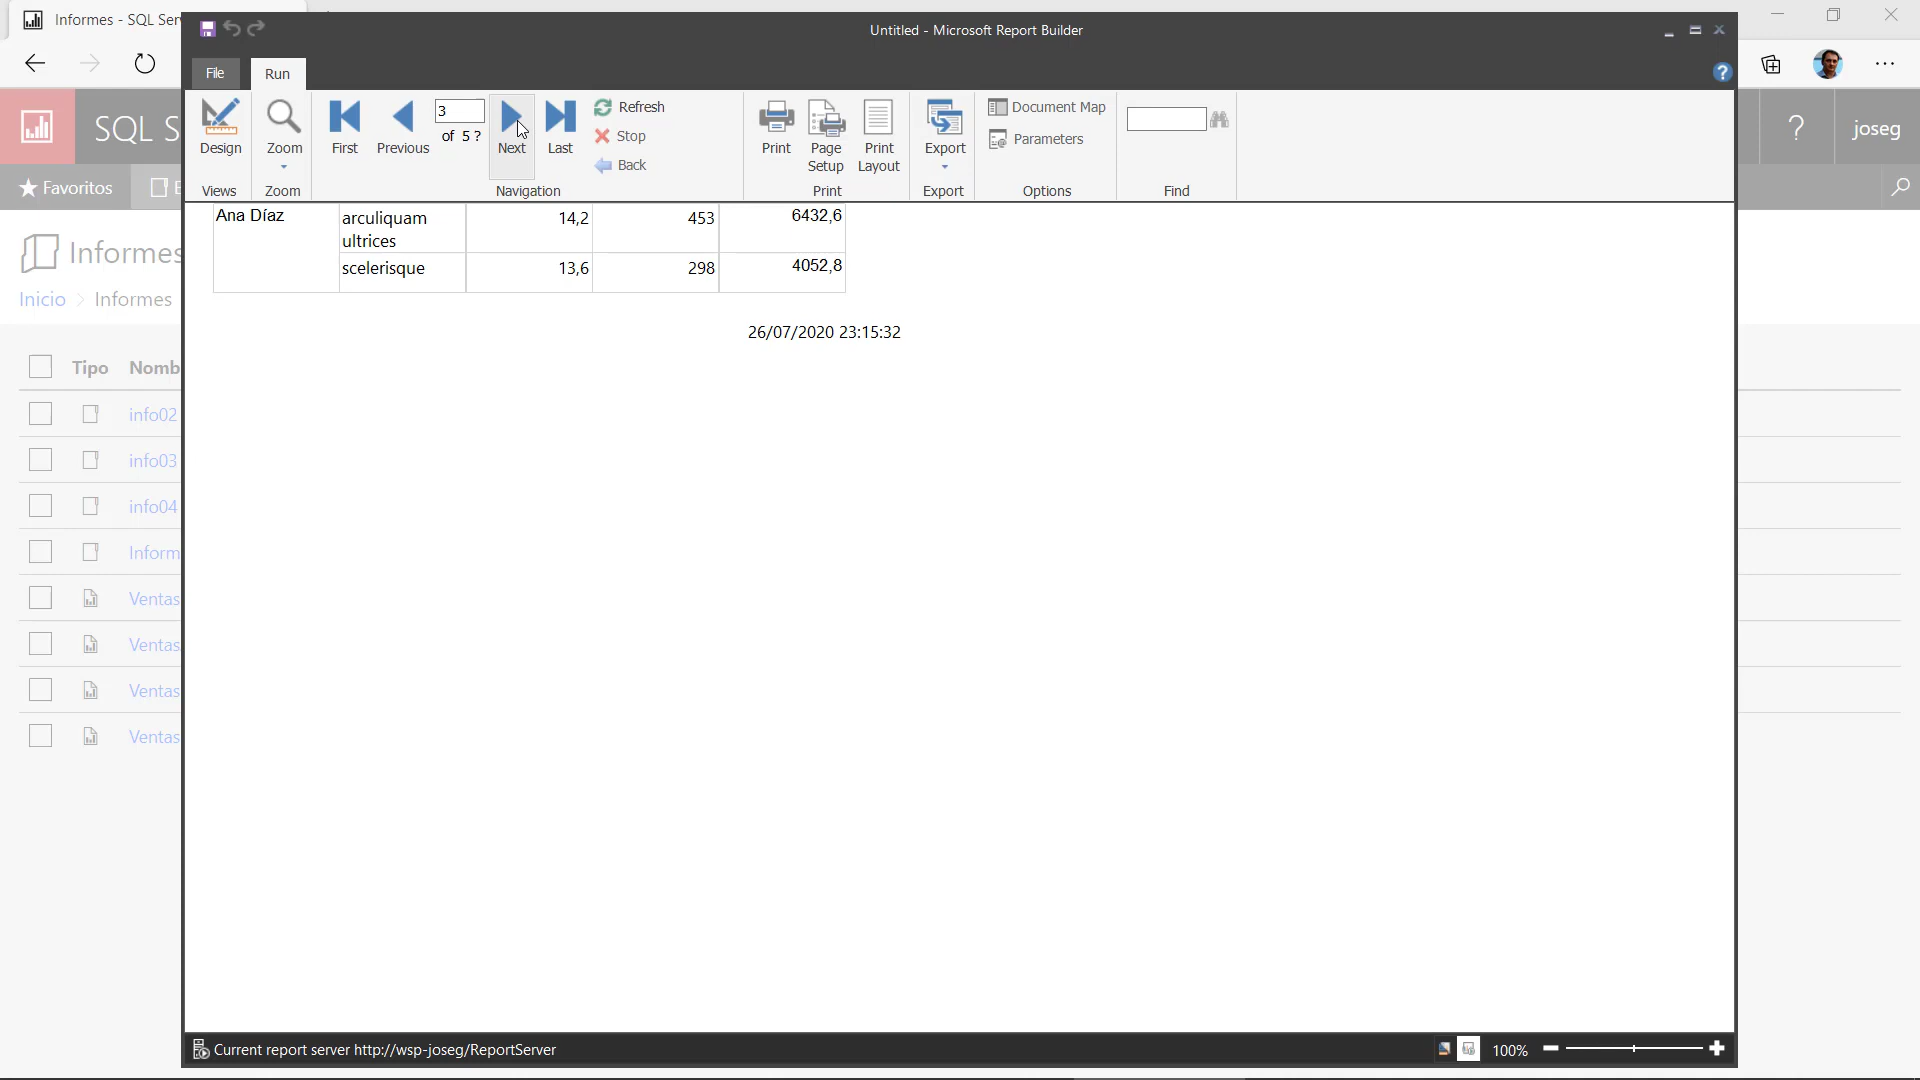 Informes - SQL Ser
Untitled - Microsoft Report Builder
File
Run
SQL S
joseg
Favoritos
Informes
Inicio > Informes
Tipo
Nomb
info02
info03
info04
Inform
Ventas
Ventas
Ventas
Ventas
Design
Zoom
First
Previous
3
of 5 ?
Next
Last
Refresh
Stop
Back
Print
Page
Setup
Print
Layout
Export
Document Map
Parameters
Views
Zoom
Navigation
Print
Export
Options
Find
Ana Díaz
arculiquam
ultrices
14,2
453
6432,6
scelerisque
13,6
298
4052,8
26/07/2020 23:15:32
Current report server http://wsp-joseg/ReportServer
100%